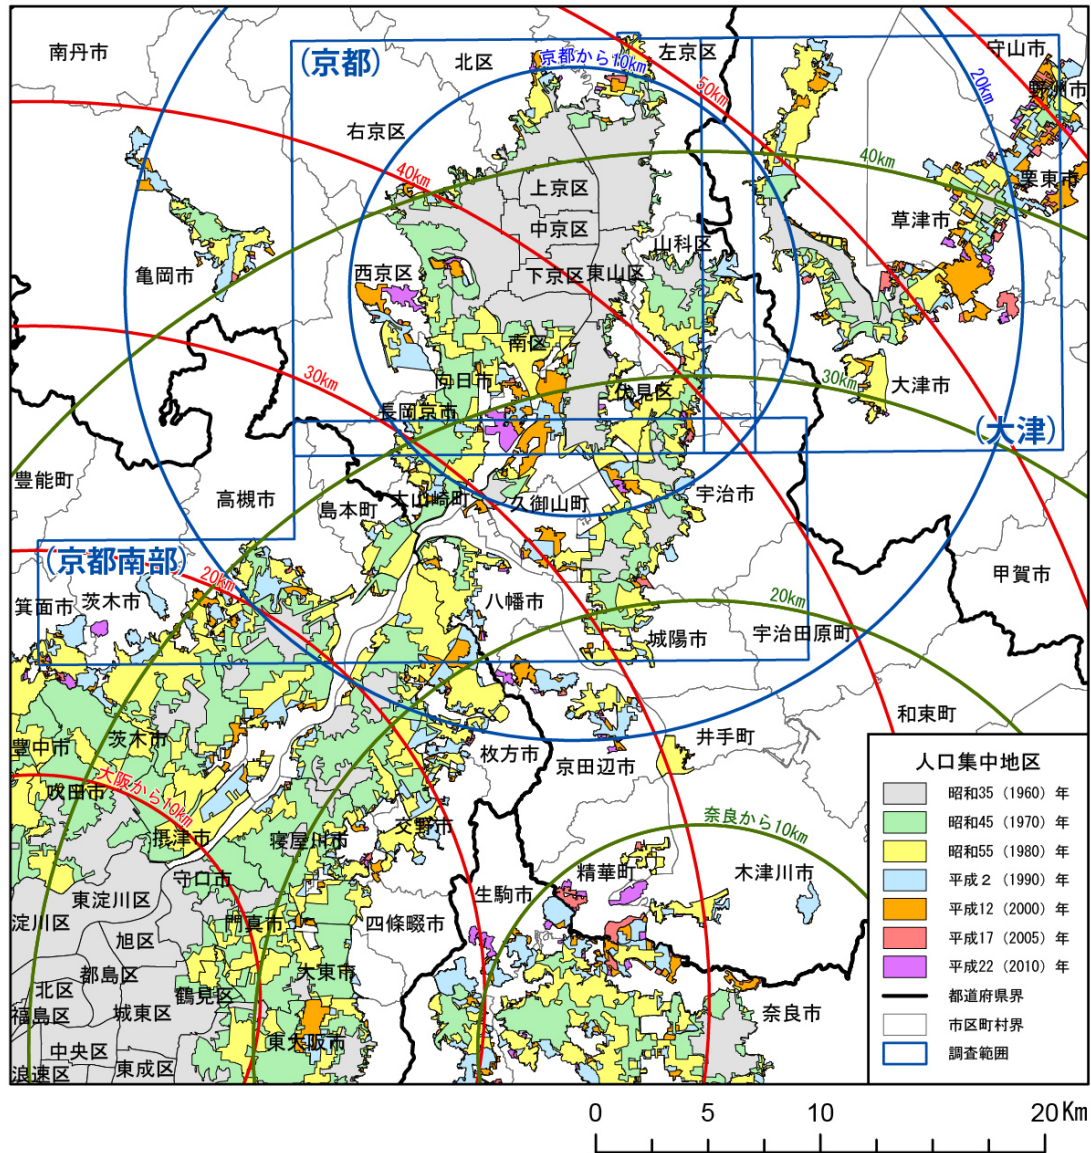 南丹市
(京都)
北区
京都から10km
左京区
守山市
野洲市
50km
20km
右京区
40km
40km
栗東市
上京区
中京区
草津市
山科区
下京区
東山区
亀岡市
西京区
南区
30km
向日市
伏見区
30km
大津市
長岡京市
(大津)
豊能町
高槻市
島本町
大山崎町
久御山町
宇治市
(京都南部)
20km
甲賀市
箕面市
茨木市
八幡市
20km
城陽市
宇治田原町
和束町
豊中市
茨木市
枚方市
京田辺市
井手町
吹田市
大阪から10km
摂津市
寝屋川市
交野市
奈良から10km
守口市
精華町
木津川市
東淀川区
生駒市
淀川区
門真市
四條畷市
旭区
都島区
大東市
北区
鶴見区
福島区
城東区
奈良市
中央区
東大阪市
浪速区
東成区
人口集中地区
昭和35（1960）年
昭和45（1970）年
昭和55（1980）年
平成２（1990）年
平成12（2000）年
平成17（2005）年
平成22（2010）年
都道府県界
市区町村界
調査範囲
0 5 10 20Km